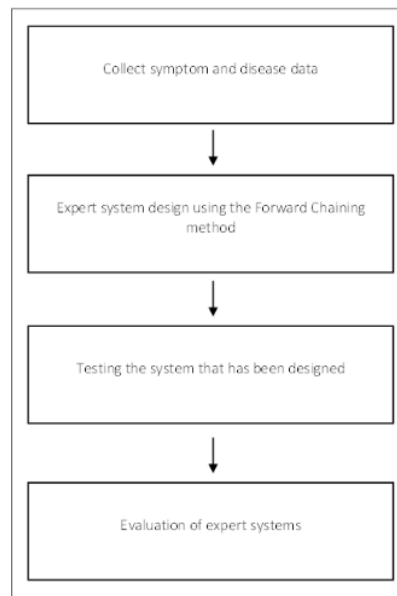 Collect symptom and disease data
Expert system design using the Forward Chaining
method
Testing the system that has been designed
Evaluation of expert systems